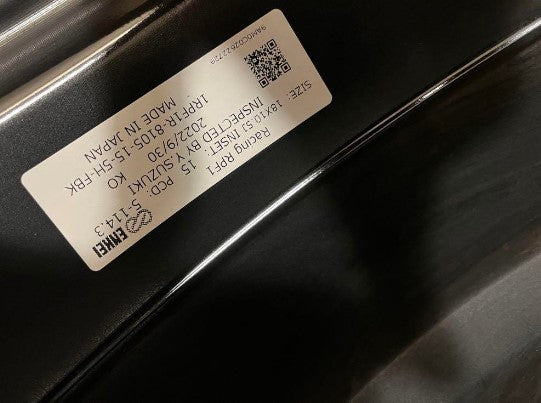 ENKEI
Racing RPF1
SIZE: 18X10.5J INSET: 15 PCD: 5-114.3
INSPECTED BY Y.SUZUKI KO
2022/9/30
1RPF1R-8105-15-5H-FBK
MADE IN JAPAN